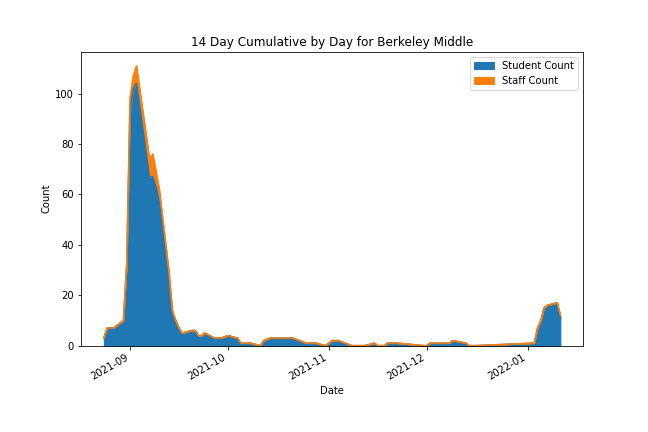 14 Day Cumulative by Day for Berkeley Middle
Student Count
Staff Count
100
80
60
40
20
0
Count
2021-09
2021-10
2021-11
2021-12
2022-01
Date